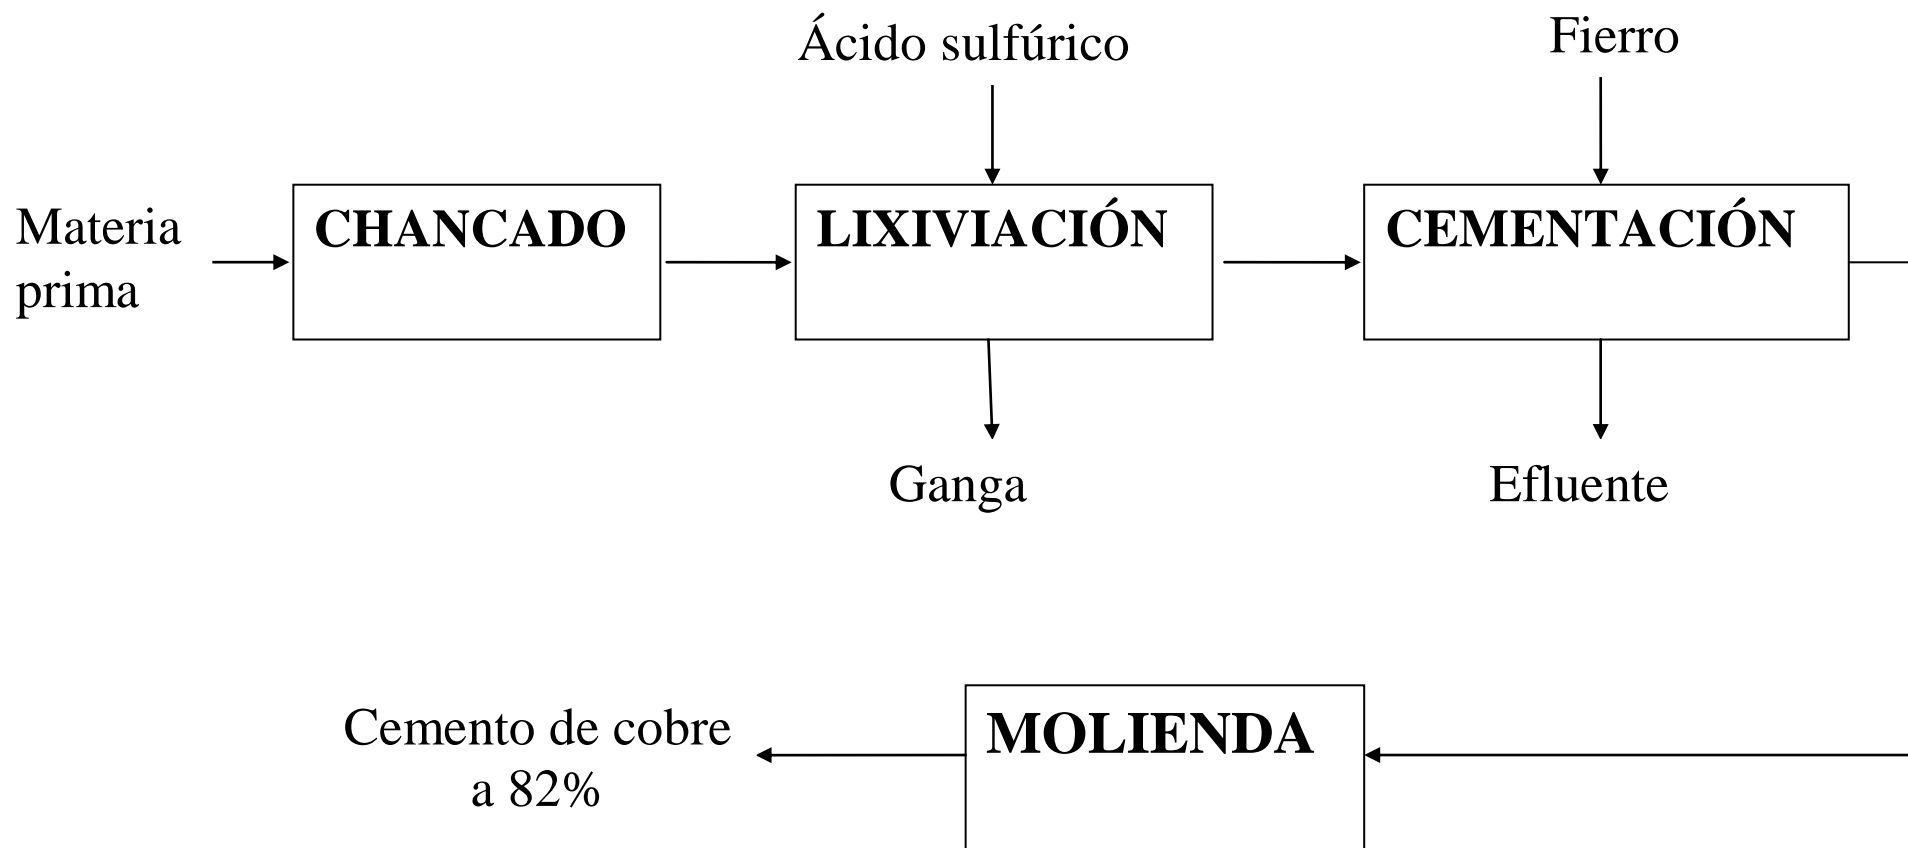 Ácido sulfúrico
Fierro
Materia
prima
CHANCADO
LIXIVIACIÓN
CEMENTACIÓN
Ganga
Efluente
Cemento de cobre
a 82%
MOLIENDA